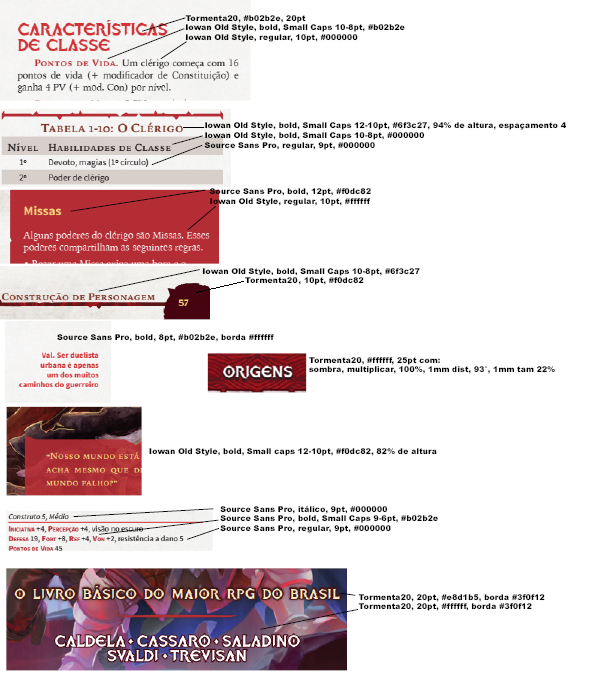 CARACTERÍSTICAS
DE CLASSE
Tormenta20, #b02b2e, 20pt
Iowan Old Style, bold, Small Caps 10-8pt, #b02b2e
Iowan Old Style, regular, 10pt, #000000
PONTOS DE VIDA. Um clérigo começa com 16
pontos de vida (+ modificador de Constituição) e
ganha 4 PV (+ mod. Con) por nível.
TABELA 1-10: O CLÉRIGO
Iowan Old Style, bold, Small Caps 12-10pt, #6f3c27, 94% de altura, espaçamento 4
NÍVEL HABILIDADES DE CLASSE
Iowan Old Style, bold, Small Caps 10-8pt, #000000
Source Sans Pro, regular, 9pt, #000000
1º Devoto, magias (1º círculo)
2º Poder de clérigo
Source Sans Pro, bold, 12pt, #f0dc82
Iowan Old Style, regular, 10pt, #ffffff
Missas
Alguns poderes do clérigo são Missas. Esses
poderes compartilham as seguintes regras.
Iowan Old Style, bold, Small Caps 10-8pt, #6f3c27
Tormenta20, 10pt, #f0dc82
CONSTRUÇÃO DE PERSONAGEM
57
Source Sans Pro, bold, 8pt, #b02b2e, borda #ffffff
Val. Ser duelista
urbana é apenas
um dos muitos
caminhos do guerreiro
ORIGENS
Tormenta20, #ffffff, 25pt com:
sombra, multiplicar, 100%, 1mm dist, 93°, 1mm tam 22%
"NOSSO MUNDO ESTÁ
ACHA MESMO QUE DE
MUNDO FALHO?"
Iowan Old Style, bold, Small caps 12-10pt, #f0dc82, 82% de altura
Source Sans Pro, itálico, 9pt, #000000
Source Sans Pro, bold, Small Caps 9-6pt, #b02b2e
Source Sans Pro, regular, 9pt, #000000
Construto 5, Médio
INICIATIVA +4, PERCEPÇÃO +4, visão no escuro
DEFESA 19, FORT +8, REF +4, VON +2, resistência a dano 5
PONTOS DE VIDA 45
O LIVRO BÁSICO DO MAIOR RPG DO BRASIL
Tormenta20, 20pt, #e8d1b5, borda #3f0f12
Tormenta20, 20pt, #ffffff, borda #3f0f12
CALDELA • CASSARO • SALADINO
SVALDI • TREVISAN